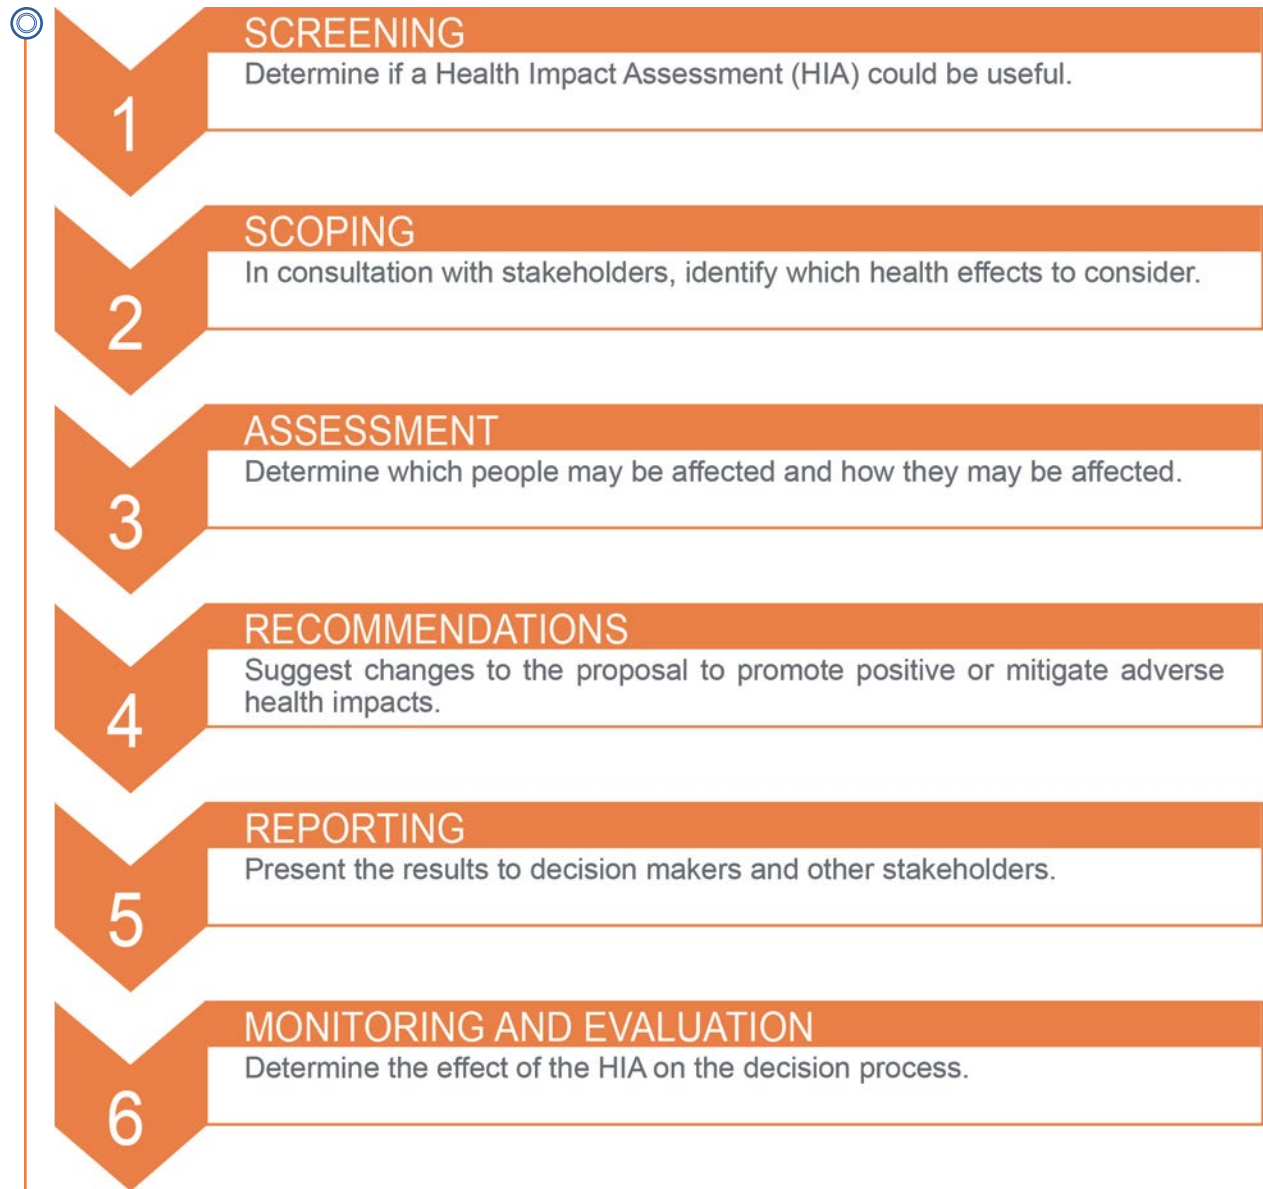 SCREENING
Determine if a Health Impact Assessment (HIA) could be useful.
1
SCOPING
In consultation with stakeholders, identify which health effects to consider.
2
ASSESSMENT
Determine which people may be affected and how they may be affected.
3
RECOMMENDATIONS
Suggest changes to the proposal to promote positive or mitigate adverse
health impacts.
4
REPORTING
Present the results to decision makers and other stakeholders.
5
MONITORING AND EVALUATION
Determine the effect of the HIA on the decision process.
6